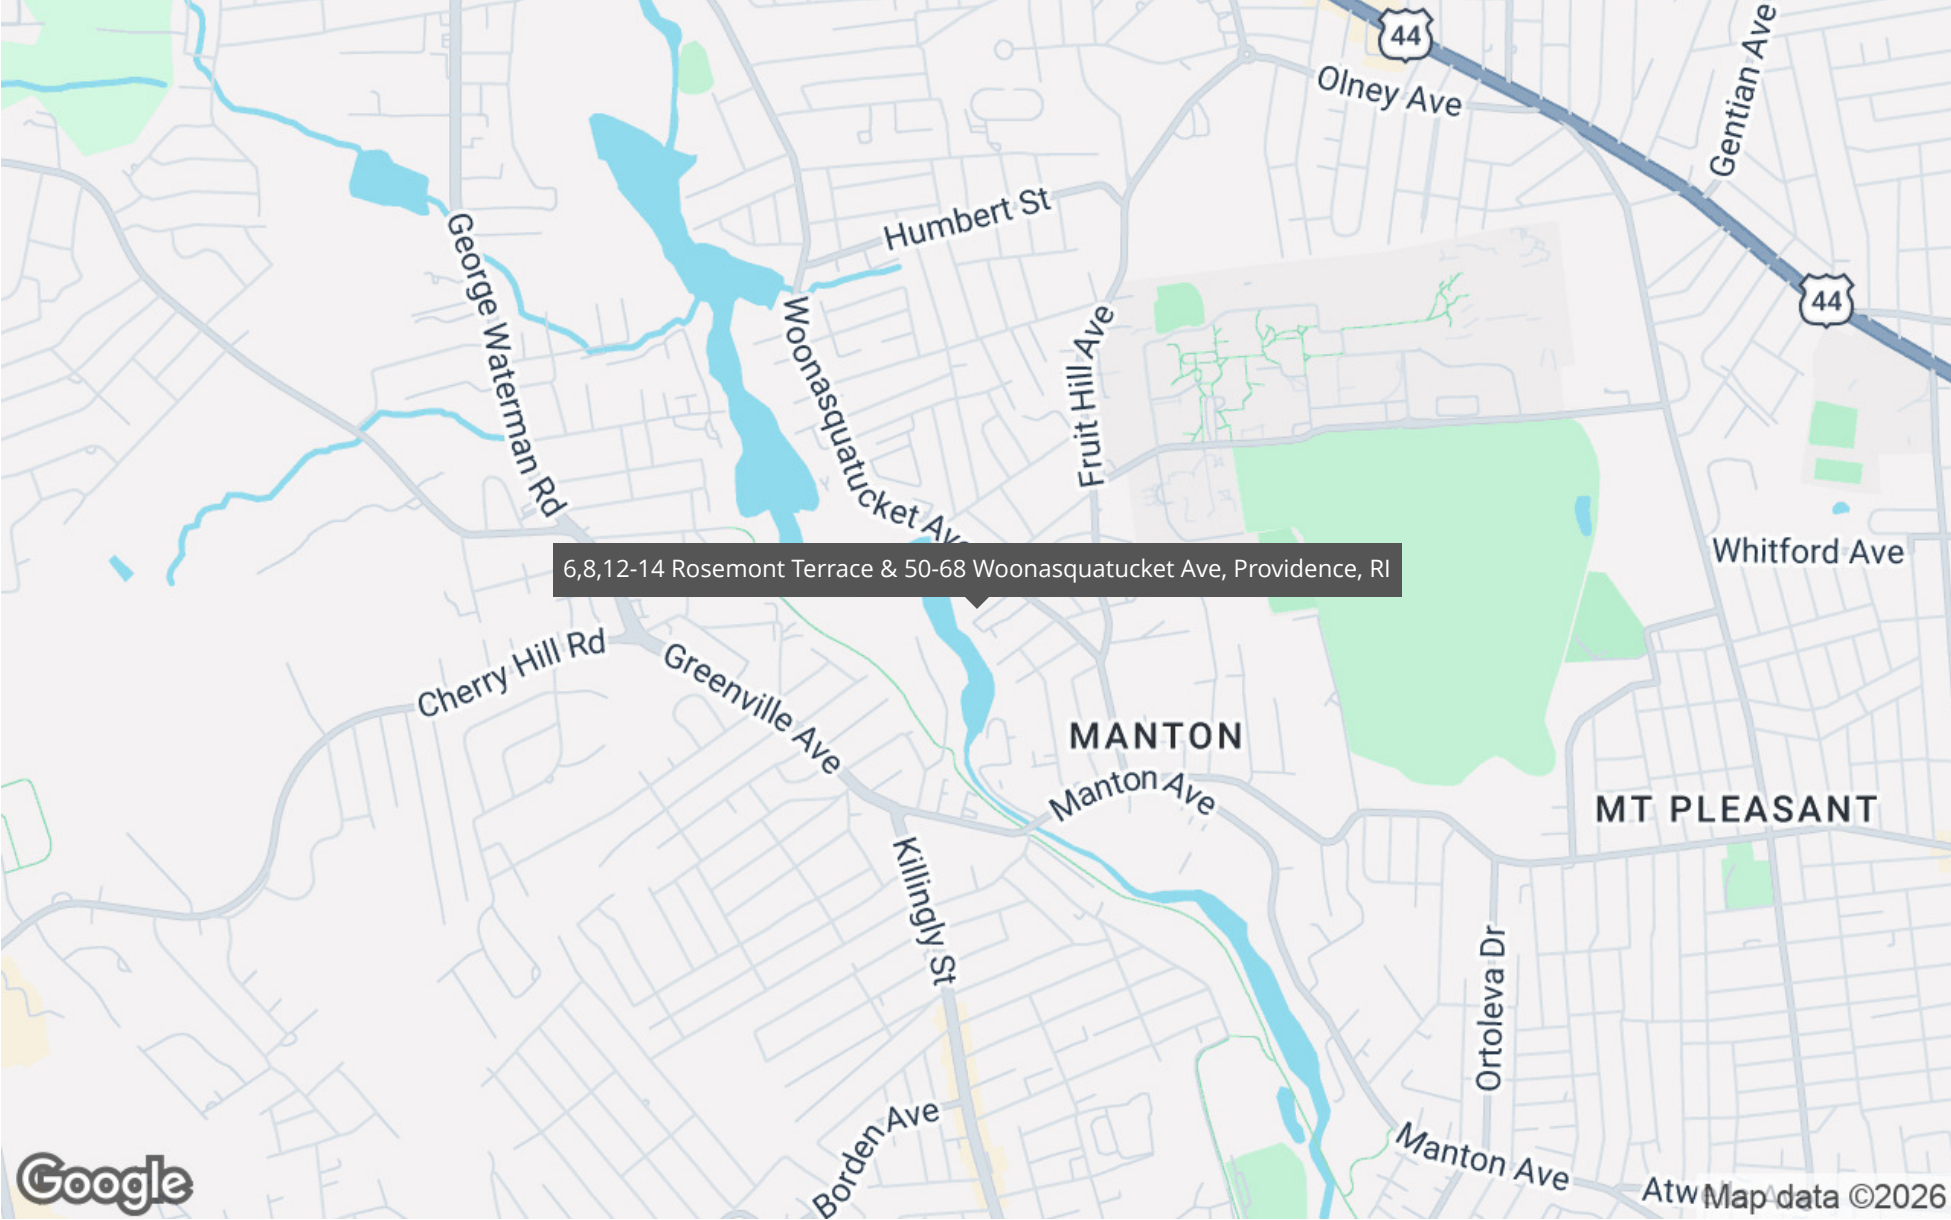 44
Olney Ave
Gentian Ave
Humbert St
George Waterman Rd
Woonasquatucket Ave
Fruit Hill Ave
44
Whitford Ave
6,8,12-14 Rosemont Terrace & 50-68 Woonasquatucket Ave, Providence, RI
Cherry Hill Rd
Greenville Ave
MANTON
Manton Ave
MT PLEASANT
Killingly St
Ortoleva Dr
Borden Ave
Manton Ave
Google
Map data ©2026